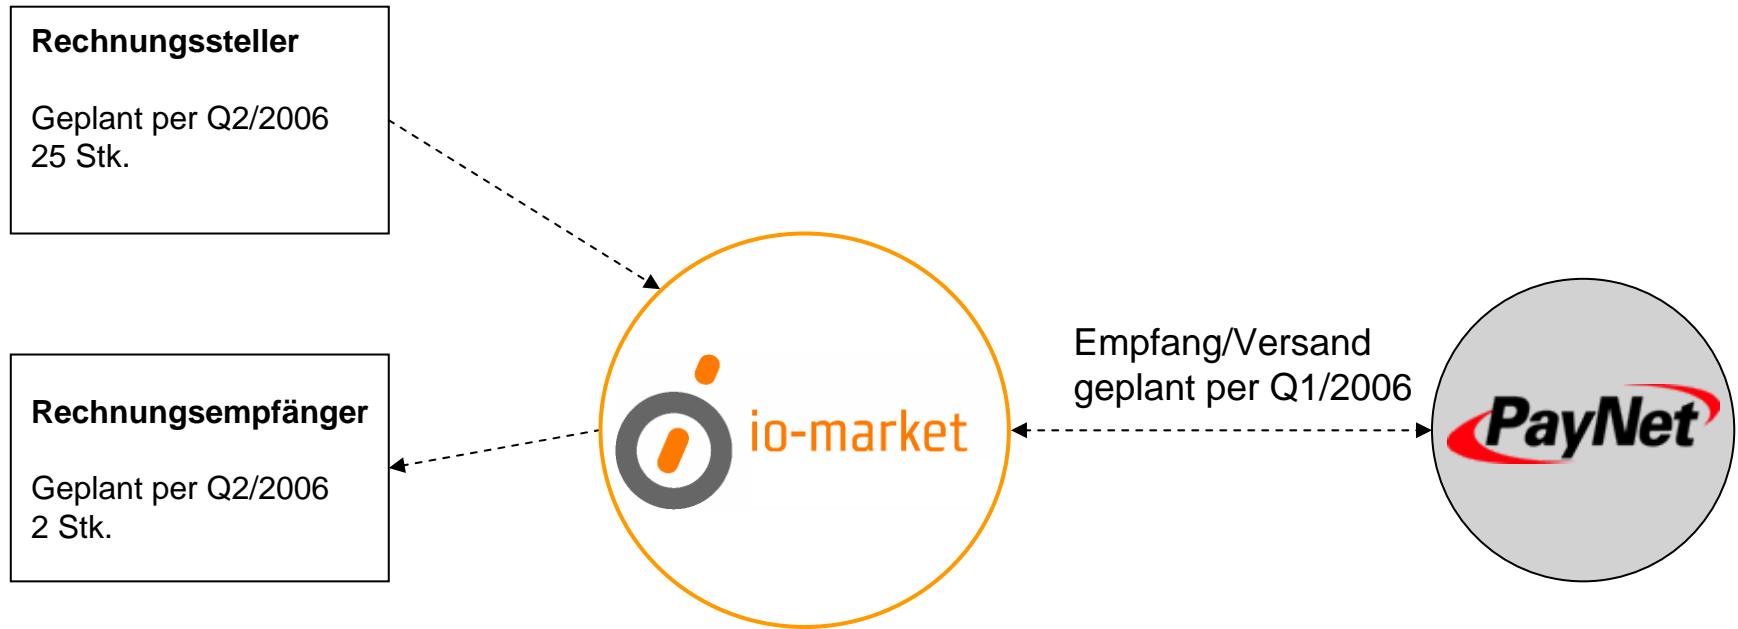 Rechnungssteller
Geplant per Q2/2006
25 Stk.
Rechnungsempfänger
Geplant per Q2/2006
2 Stk.
io-market
Empfang/Versand
geplant per Q1/2006
PayNet